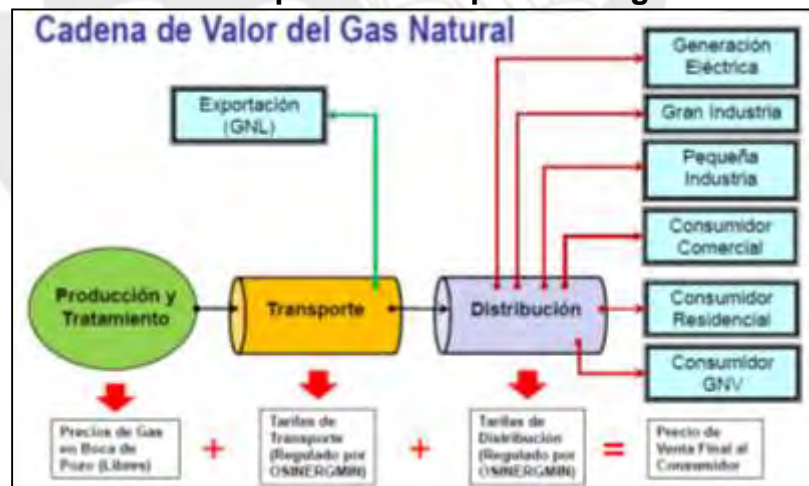 Cadena de Valor del Gas Natural
Generación
Eléctrica
Exportación
(GNL)
Gran Industria
Pequeña
Industria
Consumidor
Comercial
Producción y
Tratamiento
Transporte
Distribución
Consumidor
Residencial
Consumidor
GNV
Precios de Gas
en Boca de
Pozo (Libres)
+
Tarifas de
Transporte
(Regulado por
OSINERGMIN)
+
Tarifas de
Distribución
(Regulado por
OSINERGMIN)
=
Precio de
Venta Final al
Consumidor